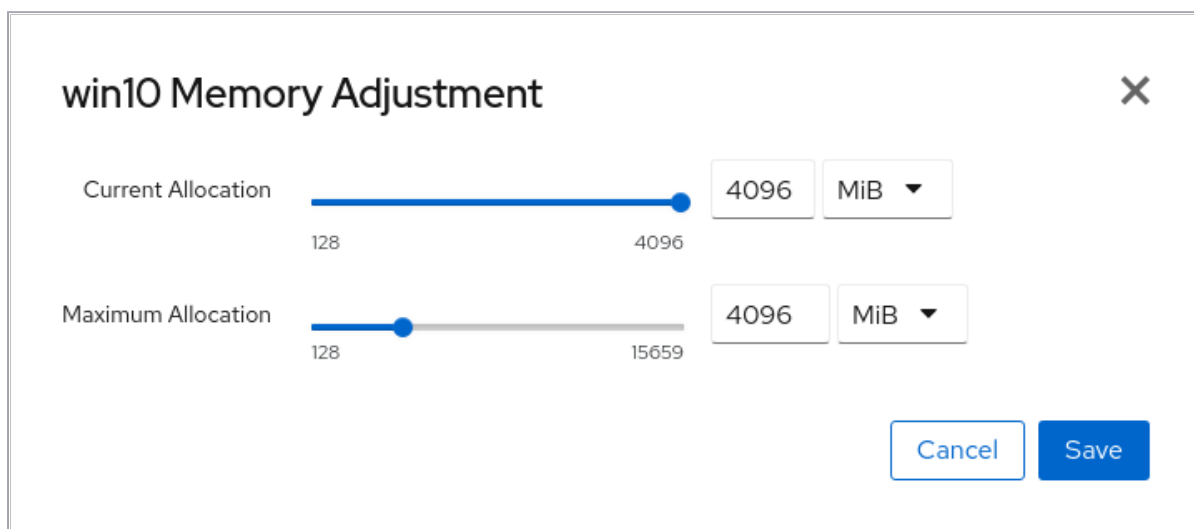 win10 Memory Adjustment
Current Allocation 4096 MiB
128 4096
Maximum Allocation 4096 MiB
128 15659
Cancel Save